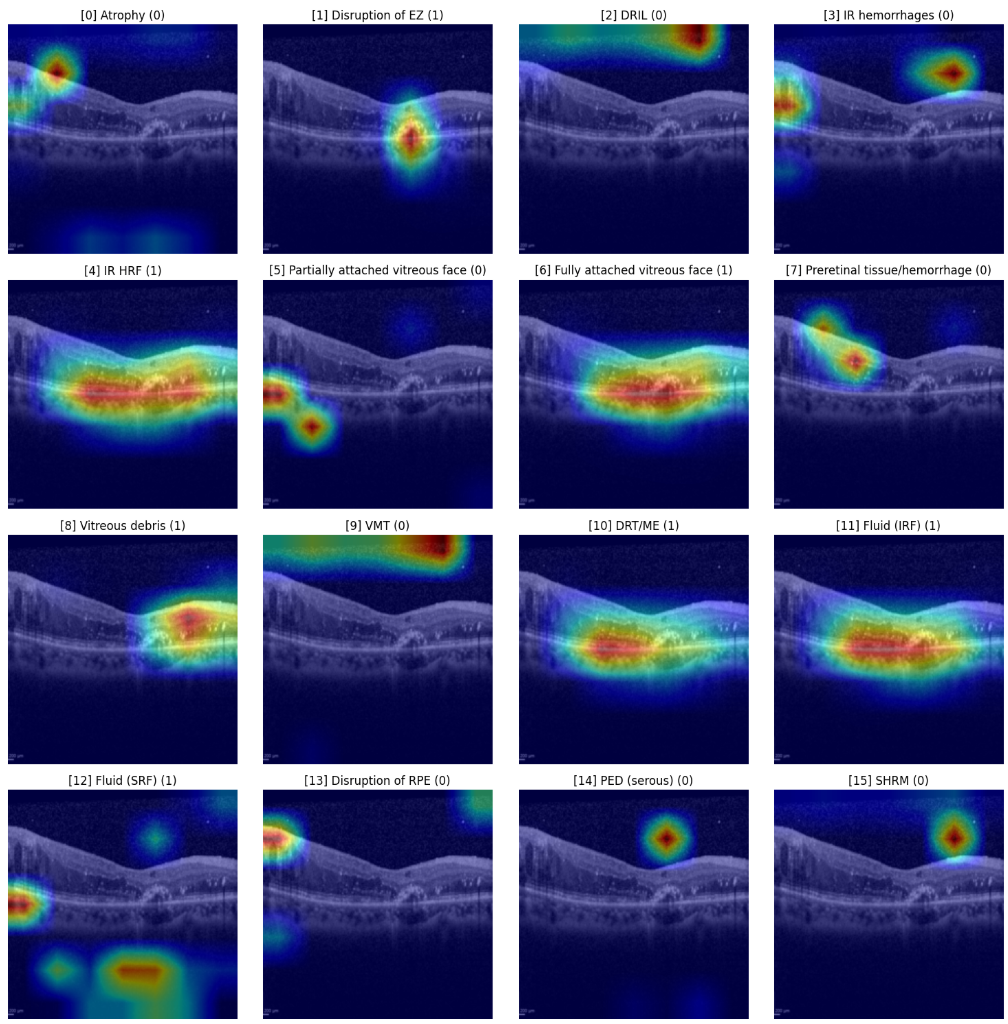 [0] Atrophy (0)
[1] Disruption of EZ (1)
[2] DRIL (0)
[3] IR hemorrhages (0)
[4] IR HRF (1)
[5] Partially attached vitreous face (0)
[6] Fully attached vitreous face (1)
[7] Preretinal tissue/hemorrhage (0)
[8] Vitreous debris (1)
[9] VMT (0)
[10] DRT/ME (1)
[11] Fluid (IRF) (1)
[12] Fluid (SRF) (1)
[13] Disruption of RPE (0)
[14] PED (serous) (0)
[15] SHRM (0)